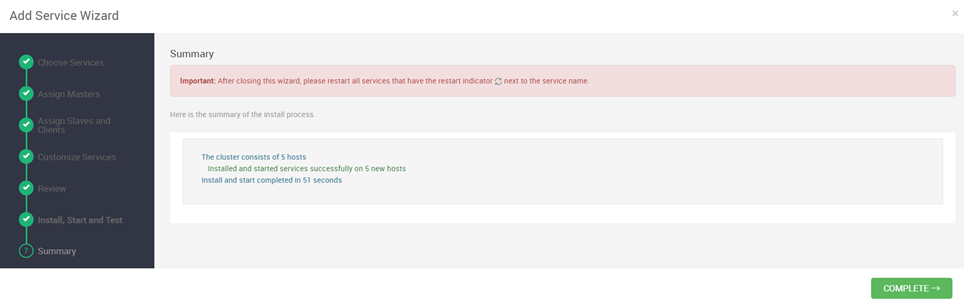 Add Service Wizard
×
Choose Services
Assign Masters
Assign Slaves and
Clients
Customize Services
Review
Install, Start and Test
7
Summary
Summary
Important: After closing this wizard, please restart all services that have the restart indicator next to the service name.
Here is the summary of the install process.
The cluster consists of 5 hosts
Installed and started services successfully on 5 new hosts
Install and start completed in 51 seconds
COMPLETE →